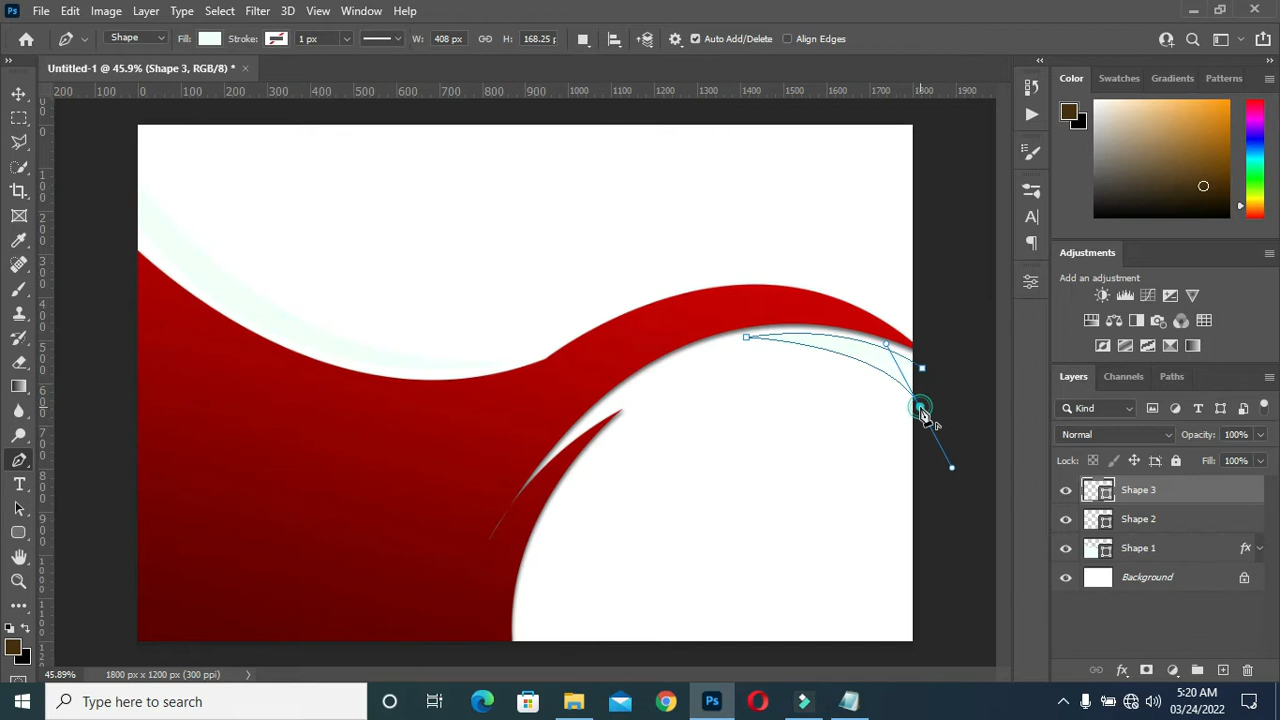 Ps File Edit Image Layer Type Select Filter 3D View Window Help
Shape Fill: Stroke: 1 px W: 408 px H: 168.25 p Auto Add/Delete Align Edges
Untitled-1 @ 45.9% (Shape 3, RGB/8) *
200 100 0 100 200 300 400 500 600 700 800 900 1000 1100 1200 1300 1400 1500 1600 1700 1800 1900
Color Swatches Gradients Patterns
Adjustments
Add an adjustment
Layers Channels Paths
Kind
Normal Opacity: 100%
Lock: Fill: 100%
Shape 3
Shape 2
Shape 1 fx
Background
45.89% 1800 px x 1200 px (300 ppi)
Type here to search
5:20 AM
03/24/2022